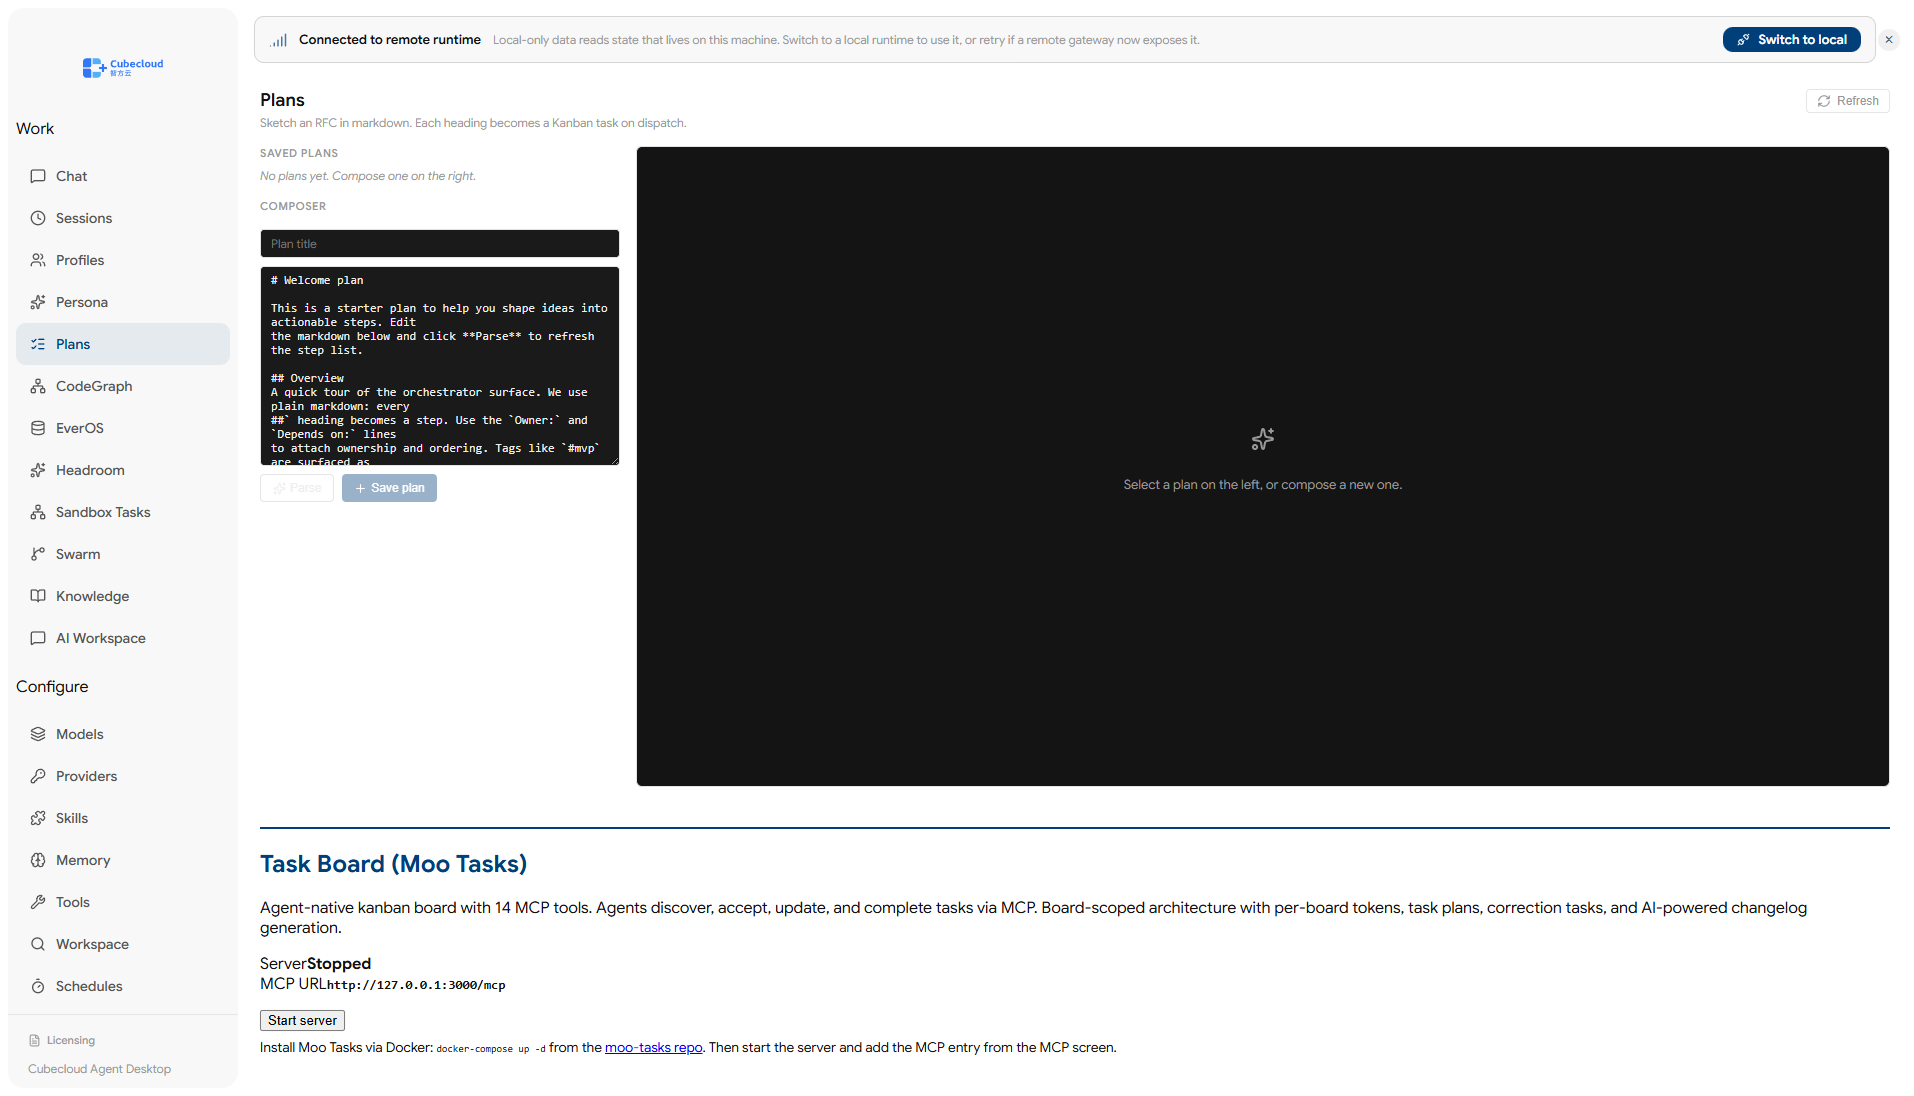 Cubecloud
智方云
Work
Chat
Sessions
Profiles
Persona
Plans
CodeGraph
EverOS
Headroom
Sandbox Tasks
Swarm
Knowledge
AI Workspace
Configure
Models
Providers
Skills
Memory
Tools
Workspace
Schedules
Licensing
Cubecloud Agent Desktop
Connected to remote runtime Local-only data reads state that lives on this machine. Switch to a local runtime to use it, or retry if a remote gateway now exposes it.
Switch to local
Plans
Refresh
Sketch an RFC in markdown. Each heading becomes a Kanban task on dispatch.
SAVED PLANS
No plans yet. Compose one on the right.
COMPOSER
Plan title
# Welcome plan
This is a starter plan to help you shape ideas into
actionable steps. Edit
the markdown below and click **Parse** to refresh
the step list.
## Overview
A quick tour of the orchestrator surface. We use
plain markdown: every
##` heading becomes a step. Use the `Owner:` and
`Depends on:` lines
to attach ownership and ordering. Tags like `#mvp`
are surfaced as
Parse
Save plan
Select a plan on the left, or compose a new one.
Task Board (Moo Tasks)
Agent-native kanban board with 14 MCP tools. Agents discover, accept, update, and complete tasks via MCP. Board-scoped architecture with per-board tokens, task plans, correction tasks, and AI-powered changelog
generation.
ServerStopped
MCP URLhttp://127.0.0.1:3000/mcp
Start server
Install Moo Tasks via Docker: docker-compose up -d from the moo-tasks repo. Then start the server and add the MCP entry from the MCP screen.